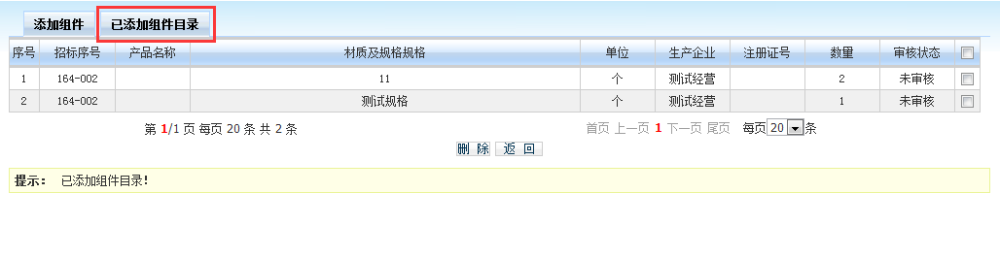 添加组件 已添加组件目录
序号 招标序号 产品名称 材质及规格规格 单位 生产企业 注册证号 数量 审核状态
1 164-002 11 个 测试经营 2 未审核
2 164-002 测试规格 个 测试经营 1 未审核
第 1/1 页 每页 20 条 共 2 条 首页 上一页 1 下一页 尾页 每页 20 条
删 除 返 回
提示： 已添加组件目录!